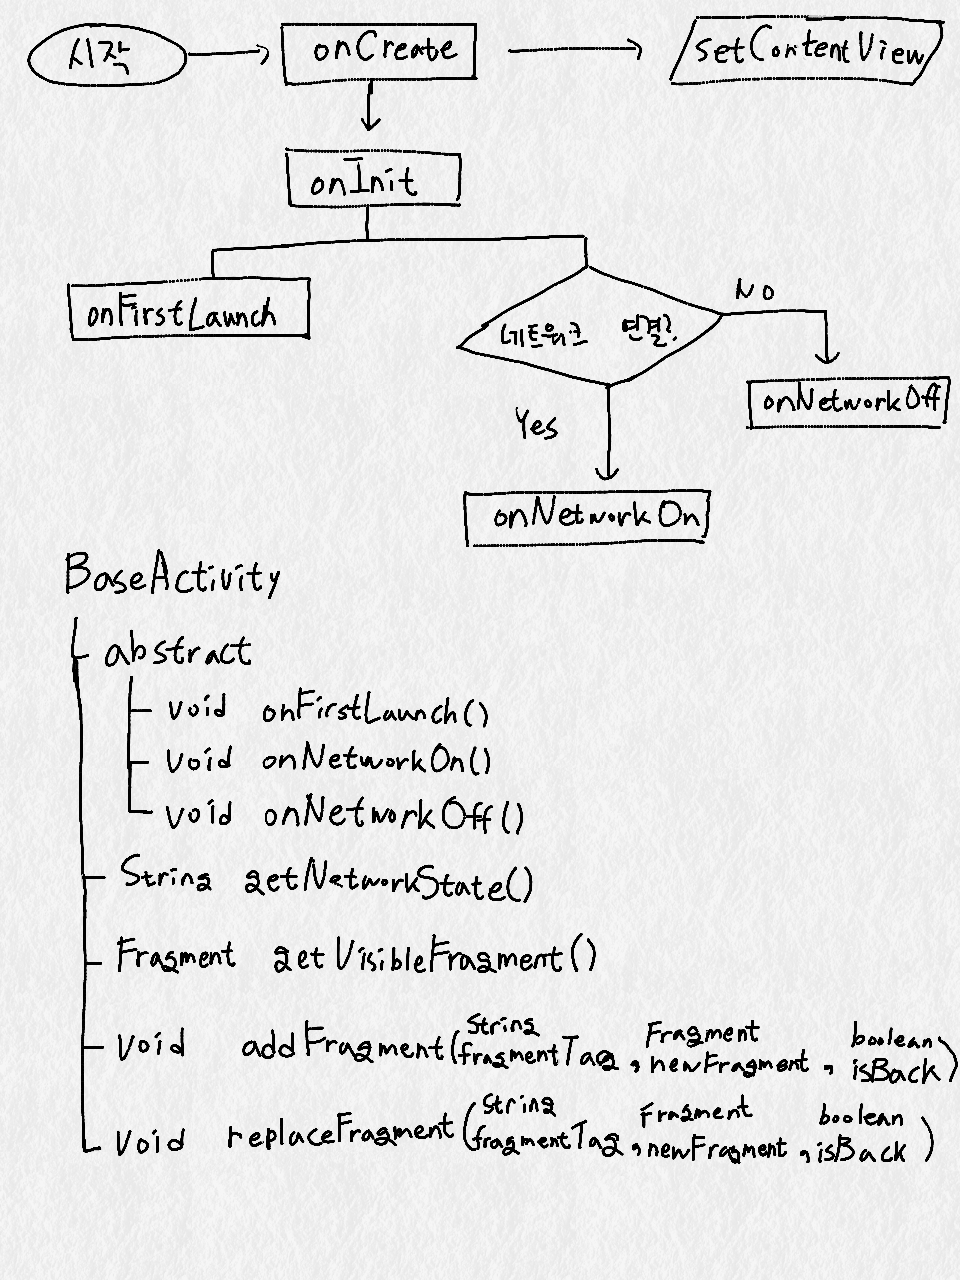 시작
onCreate
setContentView
onInit
onFirstLaunch
네트워크 연결?
No
onNetworkOff
Yes
onNetworkOn
BaseActivity
abstract
void onFirstLaunch()
void onNetworkOn()
void onNetworkOff()
String getNetworkState()
Fragment getVisibleFragment()
void addFragment(String fragmentTag, Fragment newFragment, boolean isBack)
void replaceFragment(String fragmentTag, Fragment newFragment, boolean isBack)